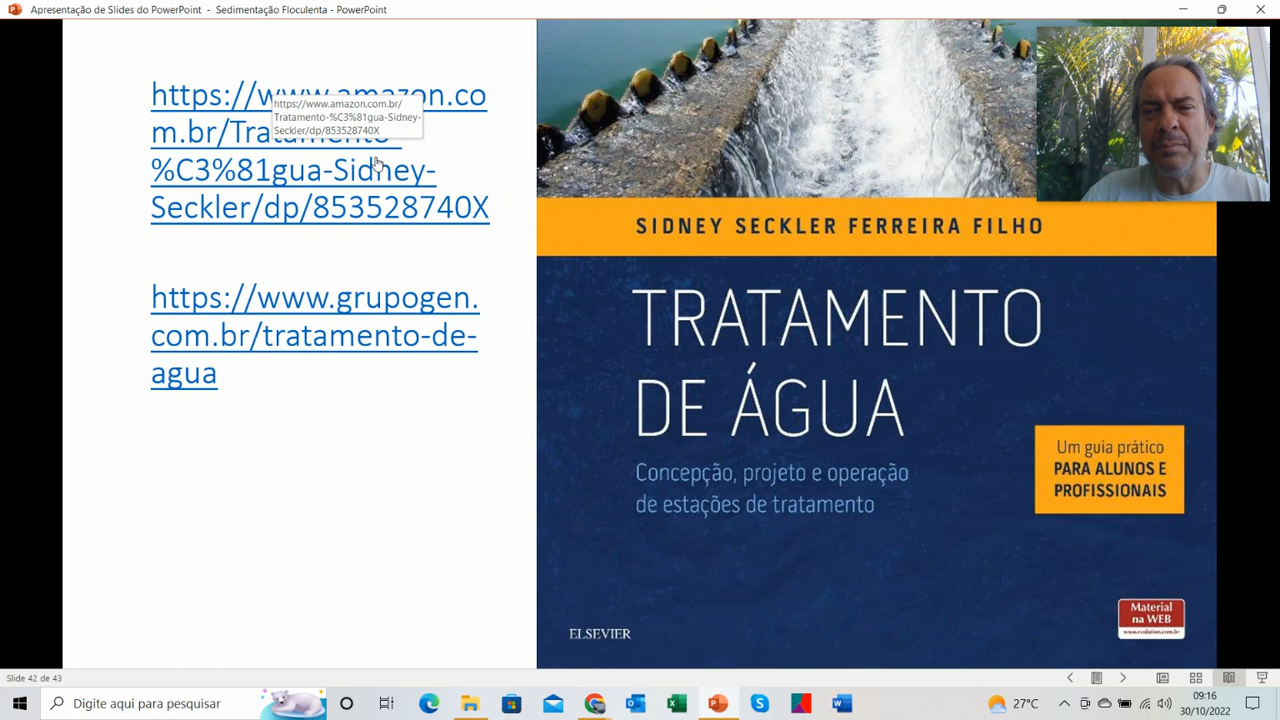 Apresentação de Slides do PowerPoint - Sedimentação Floculenta - PowerPoint
https://www.amazon.co
m.br/Tratamento-
%C3%81gua-Sidney-
Seckler/dp/853528740X
https://www.amazon.com.br/
Tratamento-%C3%81gua-Sidney-
Seckler/dp/853528740X
https://www.grupogen.
com.br/tratamento-de-
agua
SIDNEY SECKLER FERREIRA FILHO
TRATAMENTO
DE ÁGUA
Concepção, projeto e operação
de estações de tratamento
Um guia prático
PARA ALUNOS E
PROFISSIONAIS
ELSEVIER
Material
na WEB
www.evolution.com.br
Slide 42 de 43
Digite aqui para pesquisar
27°C
09:16
30/10/2022